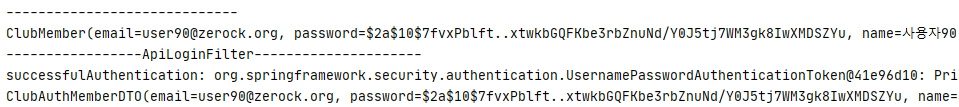 -----------------------------
ClubMember(email=user90@zerock.org, password=$2a$10$7fvxPblft..xtwkbGQFKbe3rbZnuNd/Y0J5tj7WM3gk8IwXMDSZYu, name=사용자90
-----------------ApiLoginFilter---------------------
successfulAuthentication: org.springframework.security.authentication.UsernamePasswordAuthenticationToken@41e96d10: Pri
ClubAuthMemberDTO(email=user90@zerock.org, password=$2a$10$7fvxPblft..xtwkbGQFKbe3rbZnuNd/Y0J5tj7WM3gk8IwXMDSZYu, name=